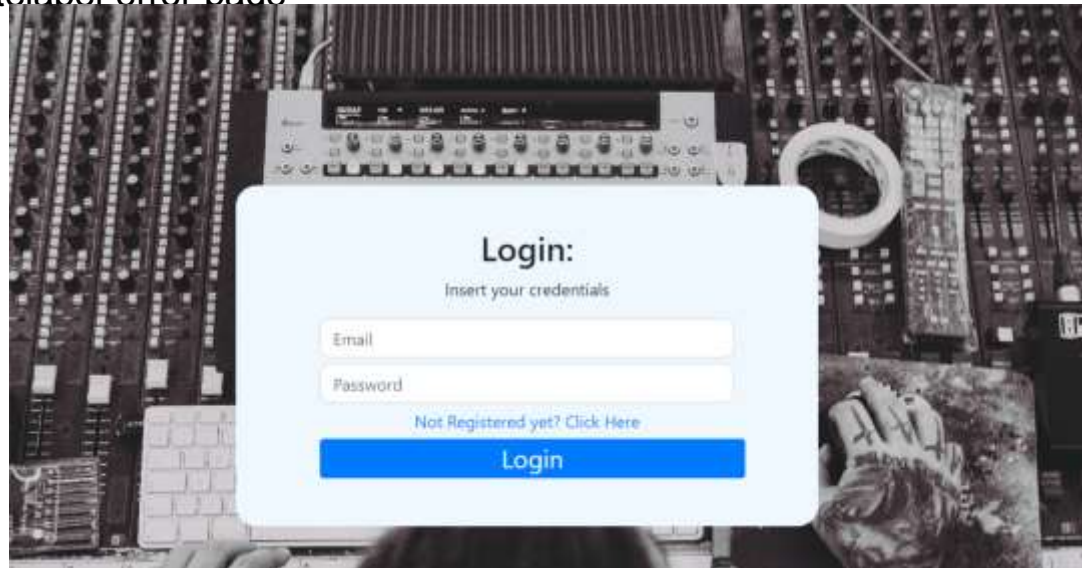 Login:
Insert your credentials
Email
Password
Not Registered yet? Click Here
Login